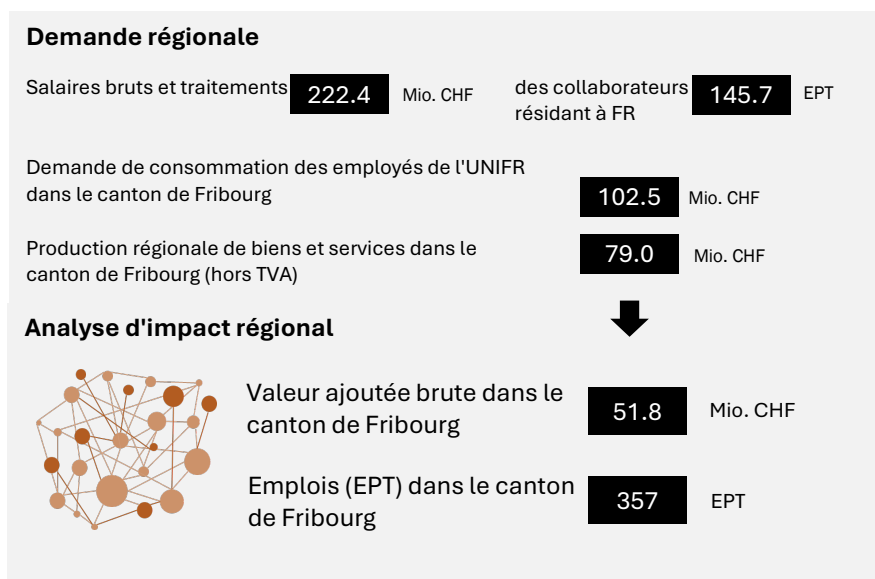 Demande régionale
Salaires bruts et traitements 222.4 Mio. CHF
des collaborateurs
résidant à FR 145.7 EPT
Demande de consommation des employés de l'UNIFR
dans le canton de Fribourg 102.5 Mio. CHF
Production régionale de biens et services dans le
canton de Fribourg (hors TVA) 79.0 Mio. CHF
Analyse d'impact régional
Valeur ajoutée brute dans le
canton de Fribourg 51.8 Mio. CHF
Emplois (EPT) dans le canton
de Fribourg 357 EPT